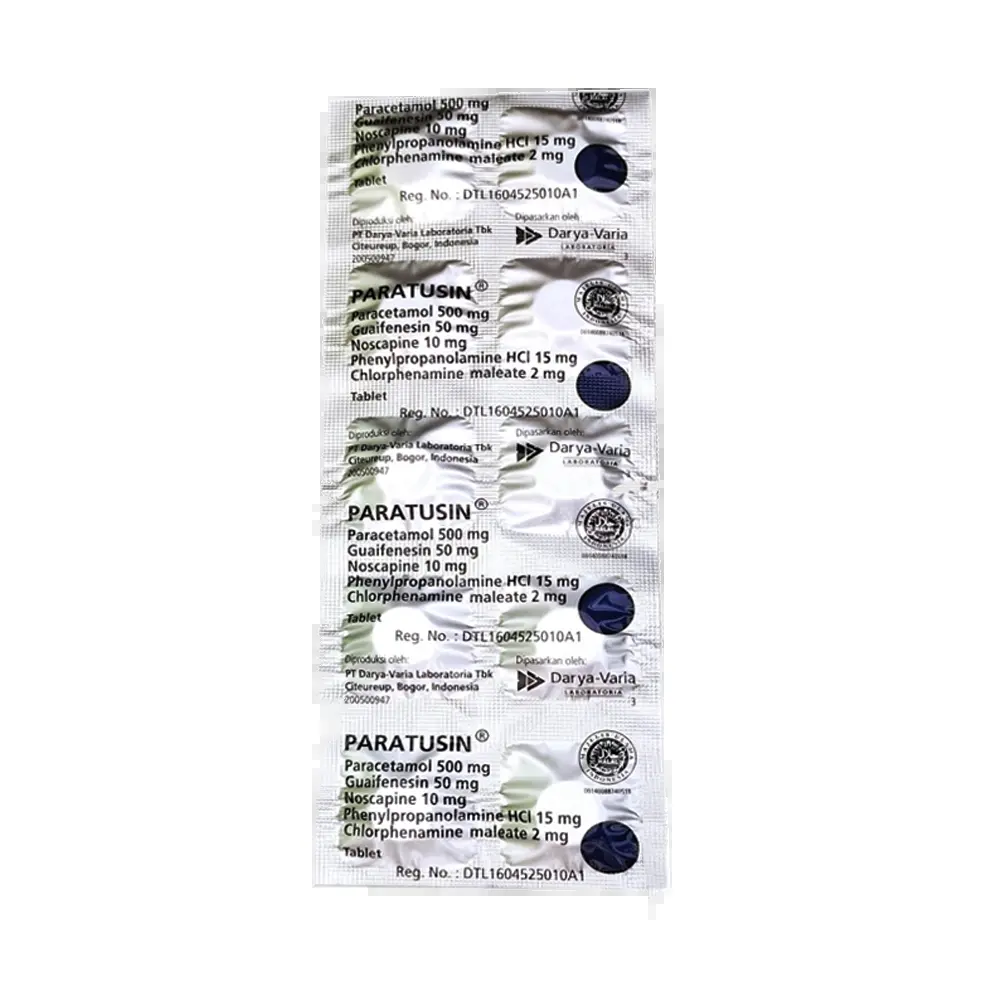 Paracetamol 500 mg
Guaifenesin 50 mg
Noscapine 10 mg
Phenylpropanolamine HCl 15 mg
Chlorphenamine maleate 2 mg
Tablet
Reg. No. : DTL1604525010A1
Diproduksi oleh:
PT Darya-Varia Laboratoria Tbk
Citeureup, Bogor, Indonesia
200500947
Dipasarkan oleh:
Darya-Varia
LABORATORIA
3
PARATUSIN®
Paracetamol 500 mg
Guaifenesin 50 mg
Noscapine 10 mg
Phenylpropanolamine HCl 15 mg
Chlorphenamine maleate 2 mg
Tablet
Reg. No. : DTL1604525010A1
Diproduksi oleh:
PT Darya-Varia Laboratoria Tbk
Citeureup, Bogor, Indonesia
200500947
Dipasarkan oleh:
Darya-Varia
LABORATORIA
PARATUSIN®
Paracetamol 500 mg
Guaifenesin 50 mg
Noscapine 10 mg
Phenylpropanolamine HCl 15 mg
Chlorphenamine maleate 2 mg
Tablet
Reg. No. : DTL1604525010A1
Diproduksi oleh:
PT Darya-Varia Laboratoria Tbk
Citeureup, Bogor, Indonesia
200500947
Dipasarkan oleh:
Darya-Varia
LABORATORIA
3
PARATUSIN®
MAJELIS ULAMA
HALAL
INDONESIA
Paracetamol 500 mg
Guaifenesin 50 mg
Noscapine 10 mg
Phenylpropanolamine HCl 15 mg
Chlorphenamine maleate 2 mg
Tablet
Reg. No. : DTL1604525010A1